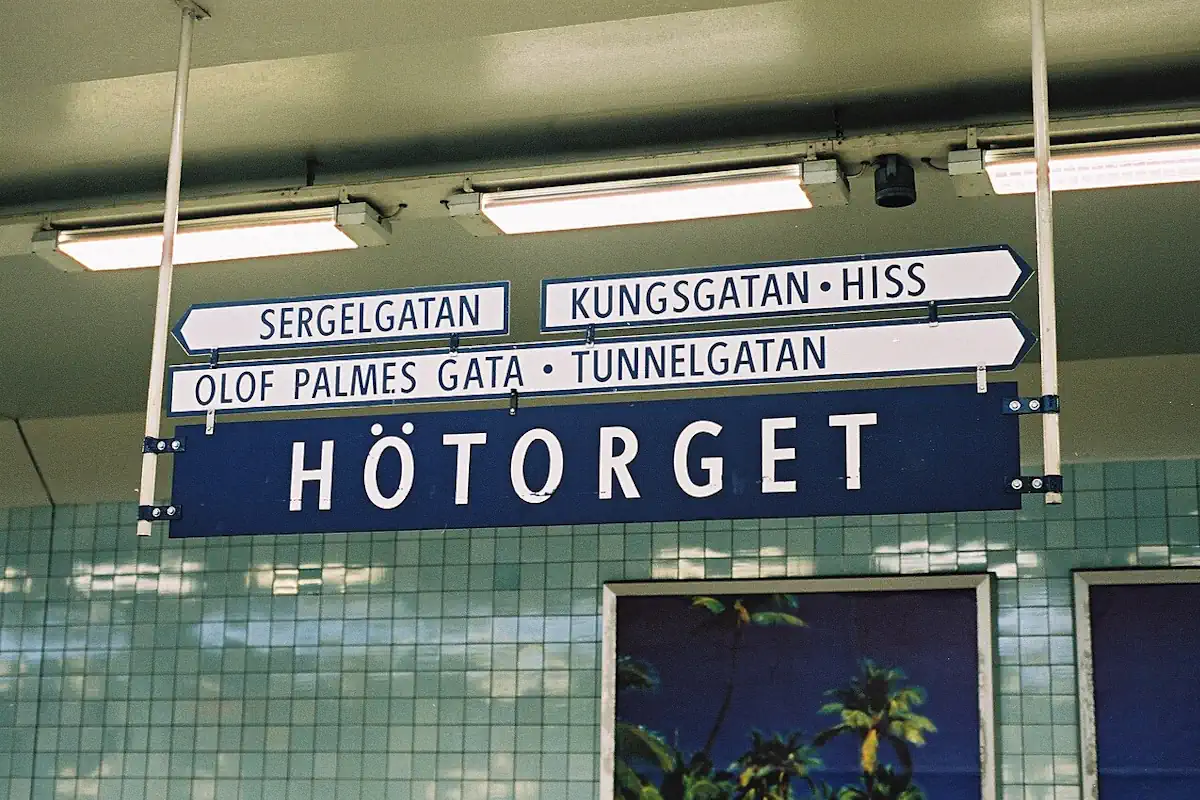 SERGELGATAN
KUNGSGATAN • HISS
OLOF PALMES GATA • TUNNELGATAN
HÖTORGET